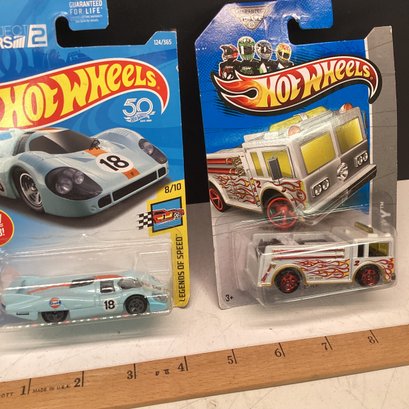 GUARANTEED
FOR LIFE
124/365
2
HOT WHEELS
50
18
8/10
LEGENDS OF SPEED
18
HOT WHEELS
3+
1 2 3 4 5 6 7 8
MADE IN U.S.A.